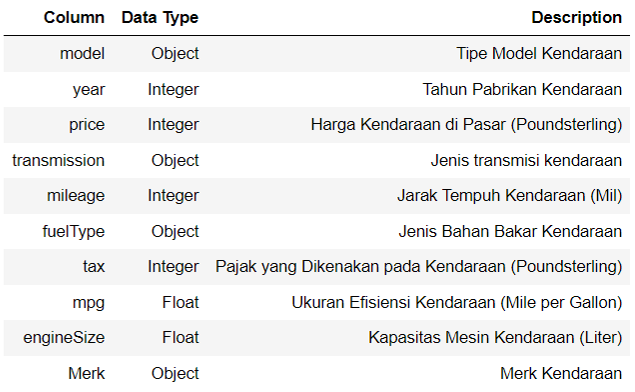 Column Data Type Description
model Object Tipe Model Kendaraan
year Integer Tahun Pabrikan Kendaraan
price Integer Harga Kendaraan di Pasar (Poundsterling)
transmission Object Jenis transmisi kendaraan
mileage Integer Jarak Tempuh Kendaraan (Mil)
fuelType Object Jenis Bahan Bakar Kendaraan
tax Integer Pajak yang Dikenakan pada Kendaraan (Poundsterling)
mpg Float Ukuran Efisiensi Kendaraan (Mile per Gallon)
engineSize Float Kapasitas Mesin Kendaraan (Liter)
Merk Object Merk Kendaraan